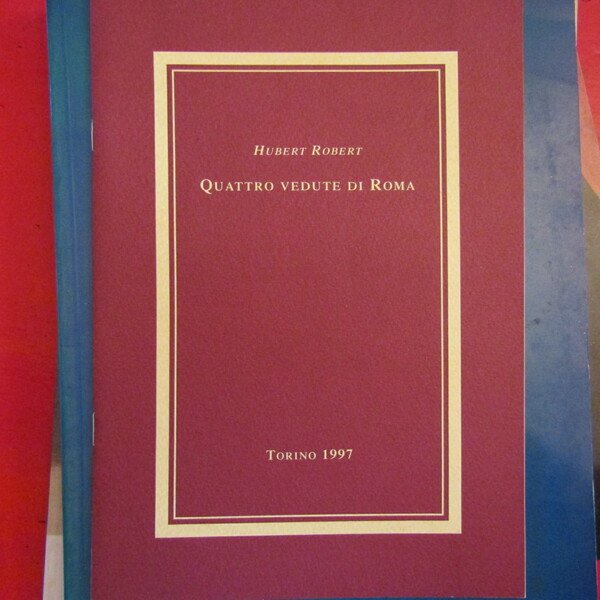 Hubert Robert
Quattro vedute di Roma
Torino 1997